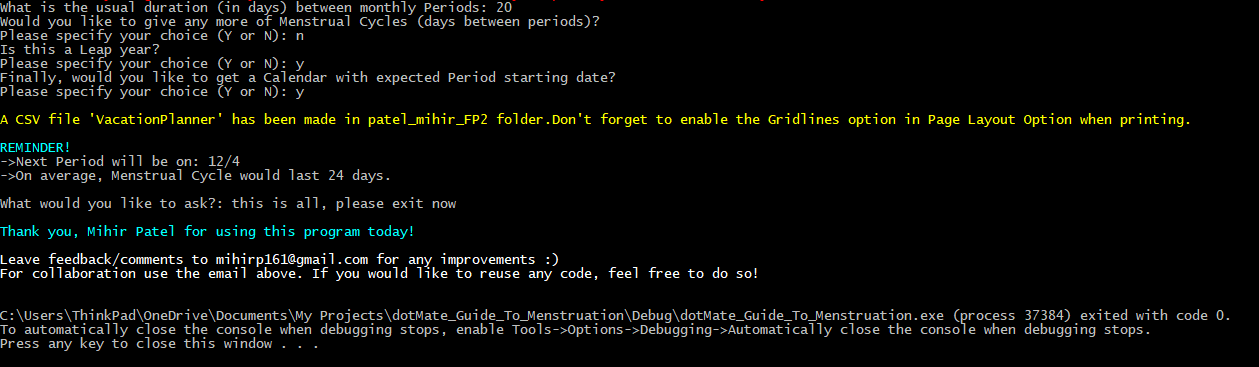 What is the usual duration (in days) between monthly Periods: 20
Would you like to give any more of Menstrual Cycles (days between periods)?
Please specify your choice (Y or N): n
Is this a Leap year?
Please specify your choice (Y or N): y
Finally, would you like to get a Calendar with expected Period starting date?
Please specify your choice (Y or N): y
A CSV file 'VacationPlanner' has been made in patel_mihir_FP2 folder.Don't forget to enable the Gridlines option in Page Layout Option when printing.
REMINDER!
->Next Period will be on: 12/4
->On average, Menstrual Cycle would last 24 days.
What would you like to ask?: this is all, please exit now
Thank you, Mihir Patel for using this program today!
Leave feedback/comments to mihirp161@gmail.com for any improvements :)
For collaboration use the email above. If you would like to reuse any code, feel free to do so!
C:\Users\ThinkPad\OneDrive\Documents\My Projects\dotMate_Guide_To_Menstruation\Debug\dotMate_Guide_To_Menstruation.exe (process 37384) exited with code 0.
To automatically close the console when debugging stops, enable Tools->Options->Debugging->Automatically close the console when debugging stops.
Press any key to close this window . . .